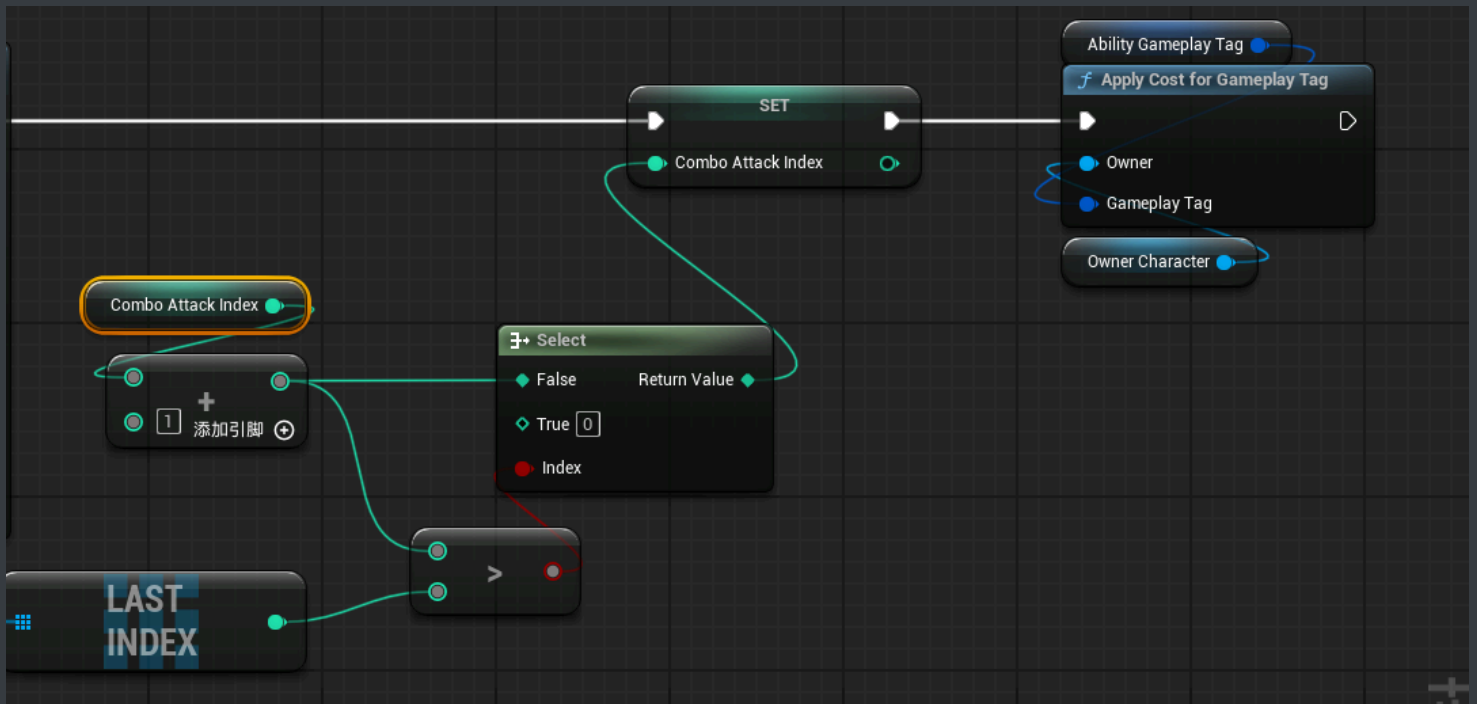 Ability Gameplay Tag
Apply Cost for Gameplay Tag
SET
Owner
Combo Attack Index
Gameplay Tag
Owner Character
Combo Attack Index
Select
False
Return Value
+
1
添加引脚
True 0
Index
>
LAST
INDEX